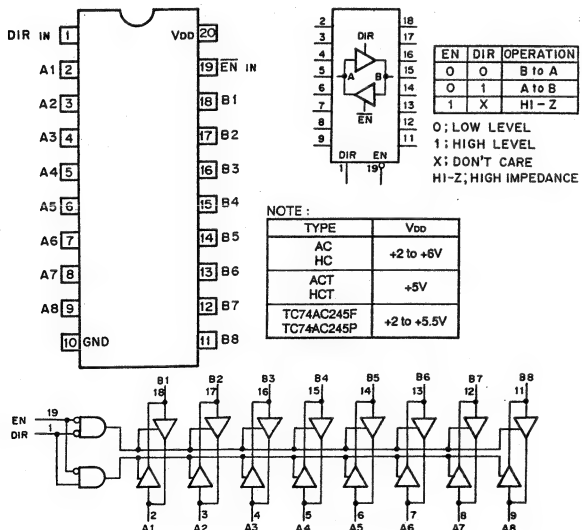 DIR IN 1
VDD 20
A1 2
19 EN IN
A2 3
18 B1
A3 4
17 B2
A4 5
16 B3
A5 6
15 B4
A6 7
14 B5
A7 8
13 B6
A8 9
12 B7
10 GND
11 B8
2 18
3 17
4 16
5 15
6 14
7 13
8 12
9 11
DIR
A B
EN
DIR EN
1 19
EN DIR OPERATION
0 0 B to A
0 1 A to B
1 X HI-Z
0; LOW LEVEL
1; HIGH LEVEL
X; DON'T CARE
HI-Z; HIGH IMPEDANCE
NOTE:
TYPE VDD
AC +2 to +6V
HC
ACT +5V
HCT
TC74AC245F +2 to +5.5V
TC74AC245P
B1 B2 B3 B4 B5 B6 B7 B8
18 17 16 15 14 13 12 11
EN 19
DIR 1
2 3 4 5 6 7 8 9
A1 A2 A3 A4 A5 A6 A7 A8